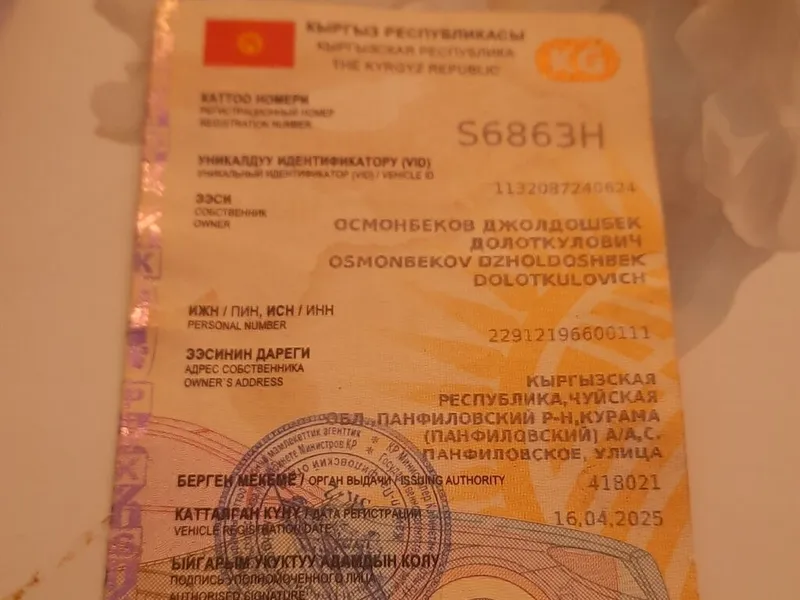 КЫРГЫЗ РЕСПУБЛИКАСЫ
КЫРГЫЗСКАЯ РЕСПУБЛИКА
THE KYRGYZ REPUBLIC
KG
КАТТОО НОМЕРИ
РЕГИСТРАЦИОННЫЙ НОМЕР
REGISTRATION NUMBER
S6863H
УНИКАЛДУУ ИДЕНТИФИКАТОРУ (VID)
УНИКАЛЬНЫЙ ИДЕНТИФИКАТОР (VID) / VEHICLE ID
1132087240624
ЭЭСИ
СОБСТВЕННИК
OWNER
ОСМОНБЕКОВ ДЖОЛДОШБЕК
ДОЛОТКУЛОВИЧ
OSMONBEKOV DZHOLDOSHBEK
DOLOTKULOVICH
ИЖН / ПИН, ИСН / ИНН
PERSONAL NUMBER
22912196600111
ЭЭСИНИН ДАРЕГИ
АДРЕС СОБСТВЕННИКА
OWNER'S ADDRESS
КЫРГЫЗСКАЯ
РЕСПУБЛИКА,ЧУЙСКАЯ
ОБЛ.,ПАНФИЛОВСКИЙ Р-Н,КУРАМА
(ПАНФИЛОВСКИЙ) А/А,С.
ПАНФИЛОВСКОЕ, УЛИЦА
БЕРГЕН МЕКЕМЕ / ОРГАН ВЫДАЧИ / ISSUING AUTHORITY
418021
КАТТАЛГАН КҮНҮ / ДАТА РЕГИСТРАЦИИ
VEHICLE REGISTRATION DATE
16,04,2025
ЫЙГАРЫМ УКУКТУУ АДАМДЫН КОЛУ
ПОДПИСЬ УПОЛНОМОЧЕННОГО ЛИЦА
AUTHORISED SIGNATURE